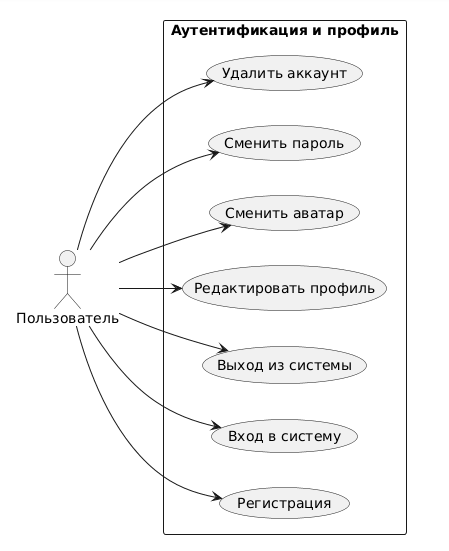 Аутентификация и профиль
Удалить аккаунт
Сменить пароль
Сменить аватар
Редактировать профиль
Пользователь
Выход из системы
Вход в систему
Регистрация